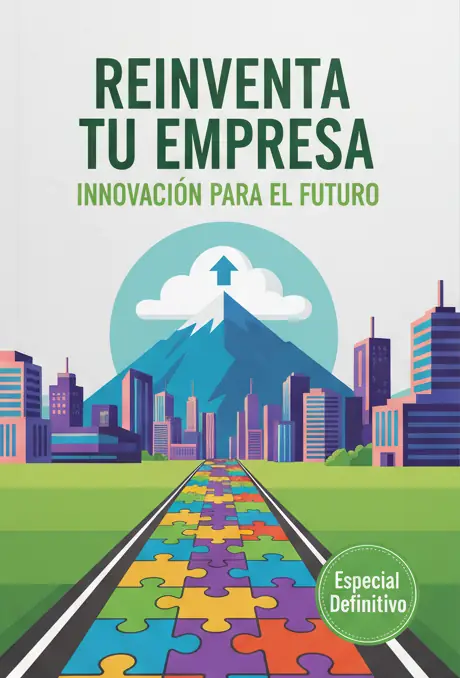 REINVENTA
TU EMPRESA
INNOVACIÓN PARA EL FUTURO
Especial
Definitivo